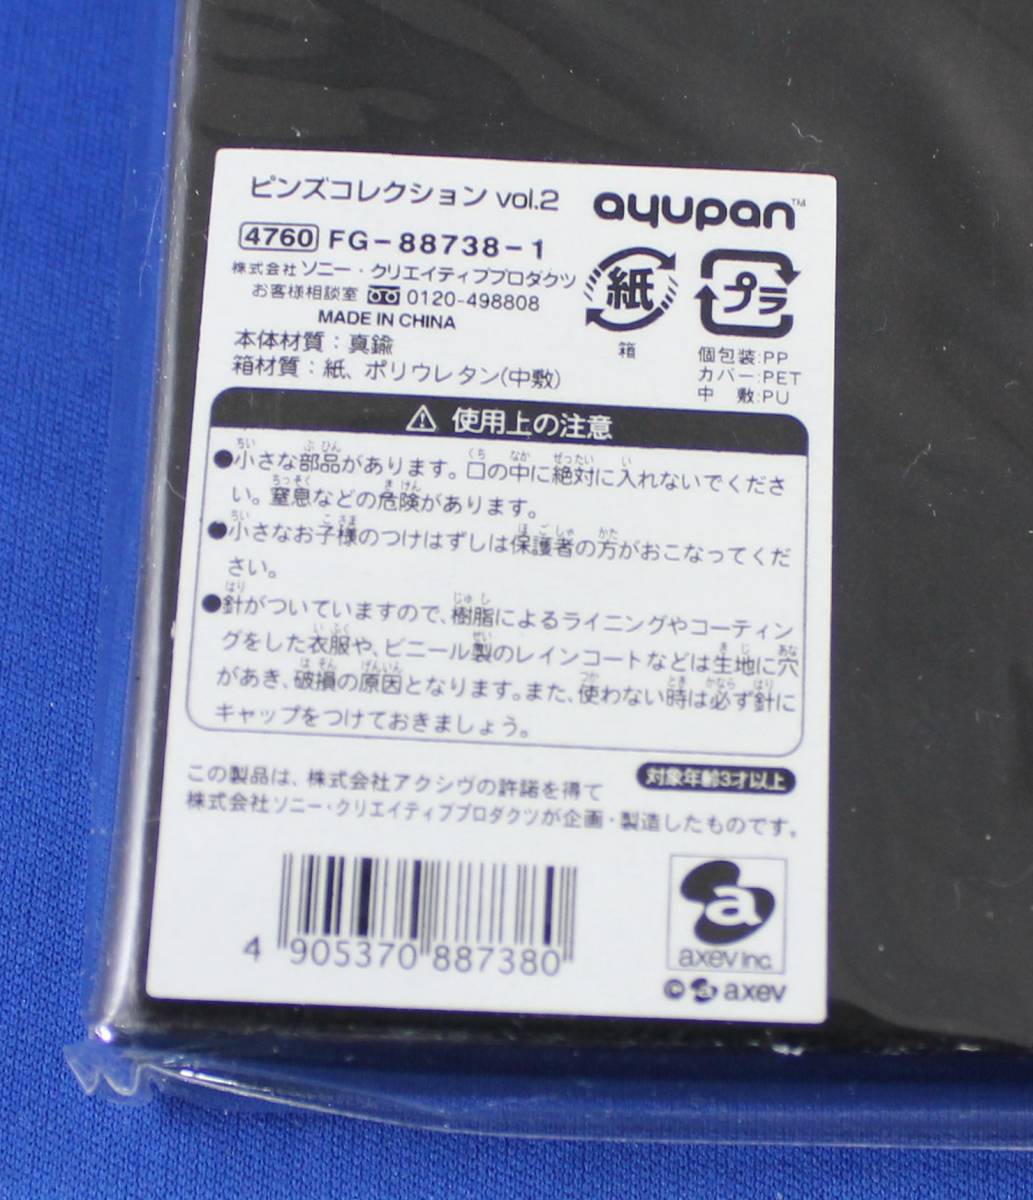 ピンズコレクション vol.2
ayupan™
4760 FG-88738-1
株式会社 ソニー・クリエイティブプロダクツ
お客様相談室 0120-498808
MADE IN CHINA
本体材質：真鍮
箱材質：紙、ポリウレタン(中敷)
紙
箱
プラ
個包装:PP
カバー:PET
中 敷:PU
⚠ 使用上の注意
●小さな部品があります。口の中に絶対に入れないでくださ
い。窒息などの危険があります。
●小さなお子様のつけはずしは保護者の方がおこなってくだ
さい。
●針がついていますので、樹脂によるライニングやコーティン
グをした衣服や、ビニール製のレインコートなどは生地に穴
があき、破損の原因となります。また、使わない時は必ず針に
キャップをつけておきましょう。
この製品は、株式会社アクシヴの許諾を得て
対象年齢3才以上
株式会社ソニー・クリエイティブプロダクツが企画・製造したものです。
4 905370 887380
a
axev inc.
© a axev